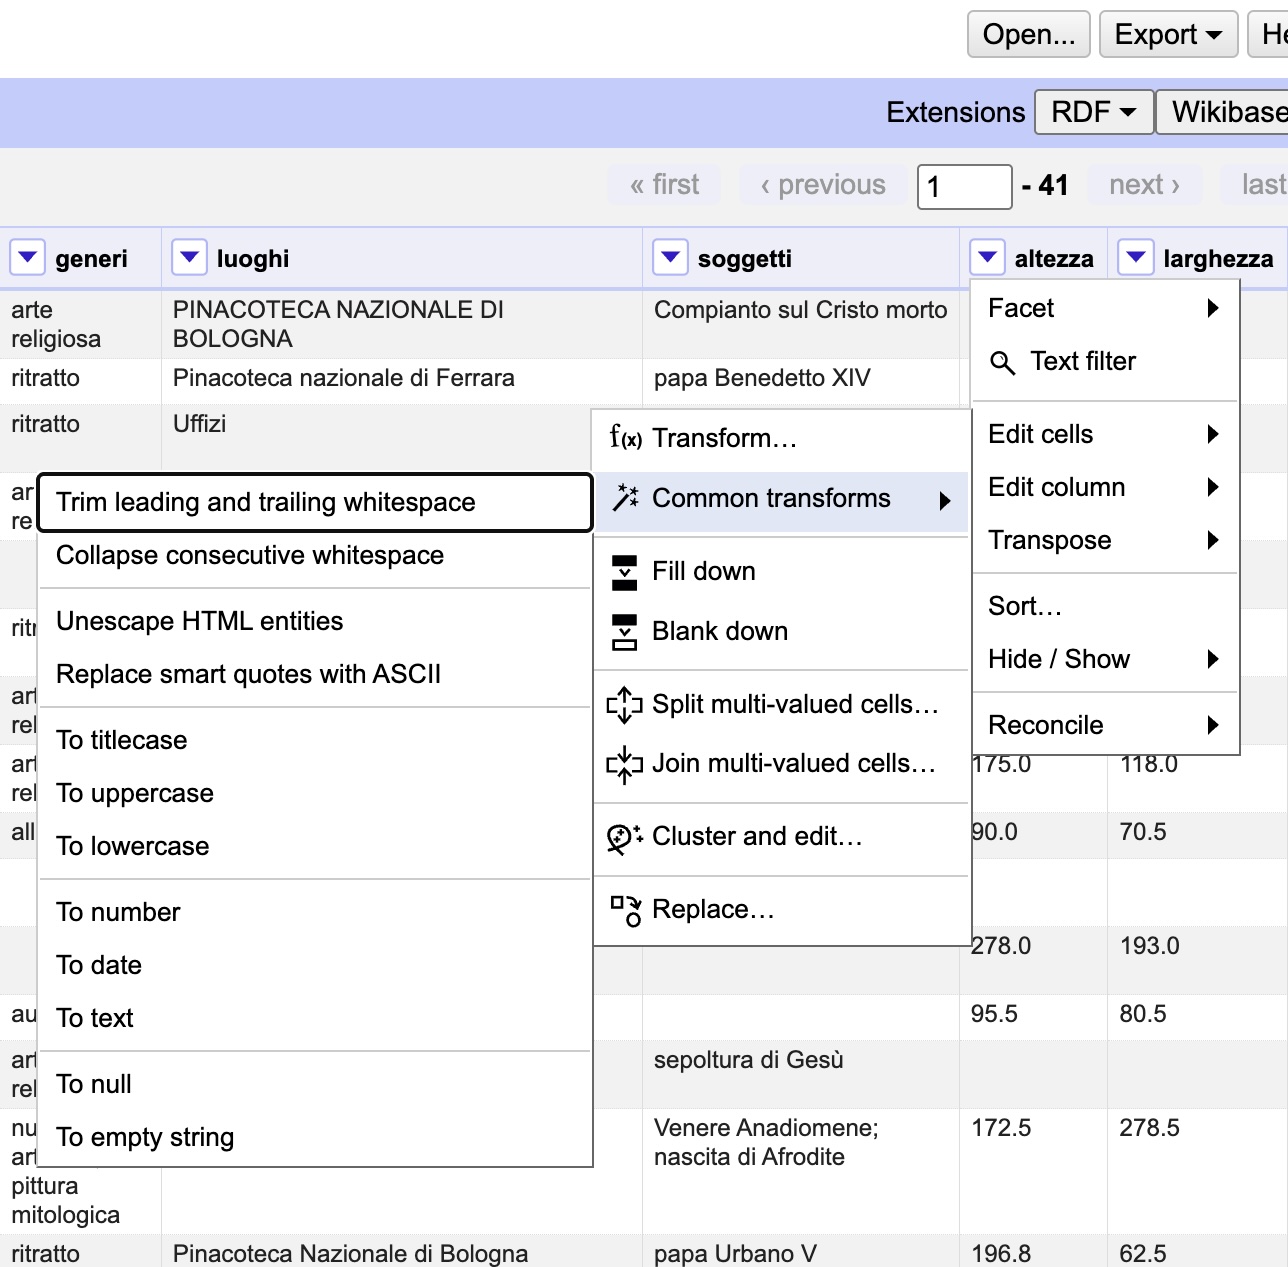 Open...
Export
Extensions
RDF
Wikibase
« first
‹ previous
1
- 41
next ›
last
generi
luoghi
soggetti
altezza
larghezza
arte
religiosa
PINACOTECA NAZIONALE DI
BOLOGNA
Compianto sul Cristo morto
ritratto
Pinacoteca nazionale di Ferrara
papa Benedetto XIV
ritratto
Uffizi
Facet
Text filter
Edit cells
Edit column
Transpose
Sort…
Hide / Show
Reconcile
f(x) Transform…
Common transforms
Fill down
Blank down
Split multi-valued cells…
Join multi-valued cells…
Cluster and edit…
Replace…
Trim leading and trailing whitespace
Collapse consecutive whitespace
Unescape HTML entities
Replace smart quotes with ASCII
To titlecase
To uppercase
To lowercase
To number
To date
To text
To null
To empty string
175.0
118.0
90.0
70.5
278.0
193.0
95.5
80.5
sepoltura di Gesù
Venere Anadiomene;
nascita di Afrodite
172.5
278.5
pittura
mitologica
ritratto
Pinacoteca Nazionale di Bologna
papa Urbano V
196.8
62.5